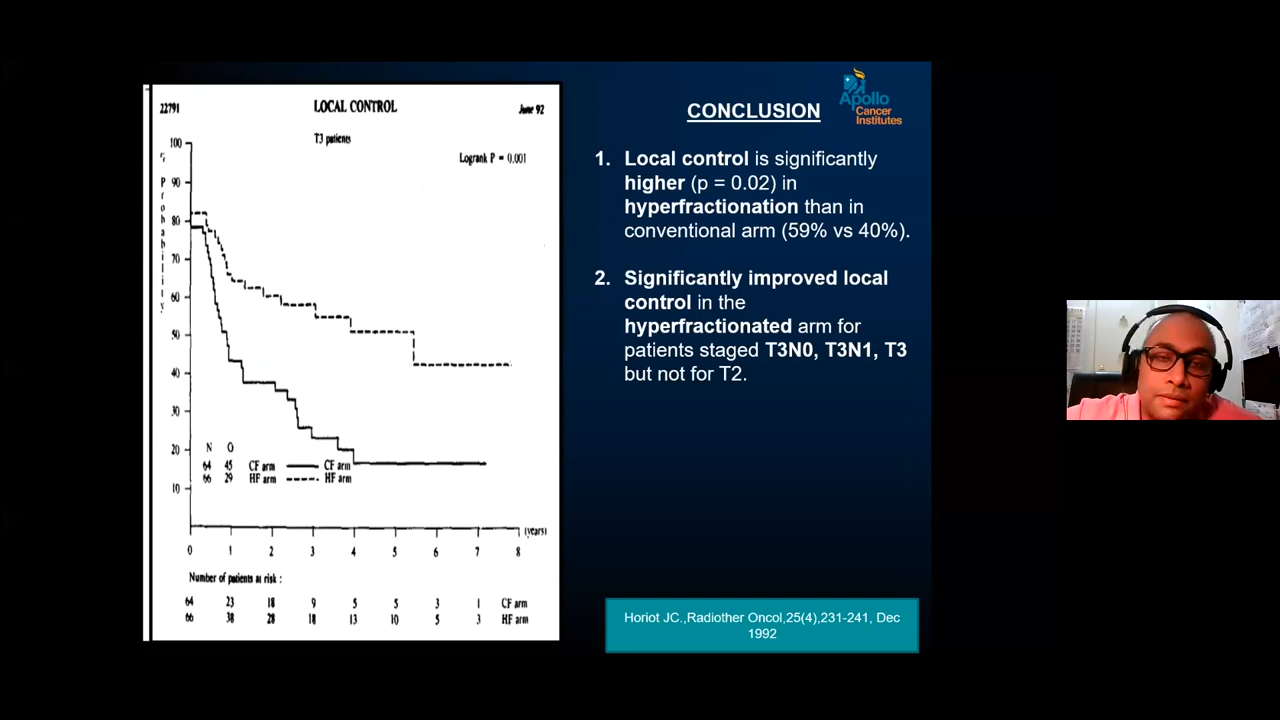 22791 LOCAL CONTROL June 92
T3 patients
Logrank P = 0.001
%
Probability
100
90
80
70
60
50
40
30
20
10
N O
64 45 CF arm CF arm
66 29 HF arm HF arm
(years)
0 1 2 3 4 5 6 7 8
Number of patients at risk :
64 23 18 9 5 5 3 1 CF arm
66 38 28 18 13 10 5 3 HF arm
Apollo
Cancer
Institutes
CONCLUSION
1. Local control is significantly
higher (p = 0.02) in
hyperfractionation than in
conventional arm (59% vs 40%).
2. Significantly improved local
control in the
hyperfractionated arm for
patients staged T3N0, T3N1, T3
but not for T2.
Horiot JC.,Radiother Oncol,25(4),231-241, Dec
1992